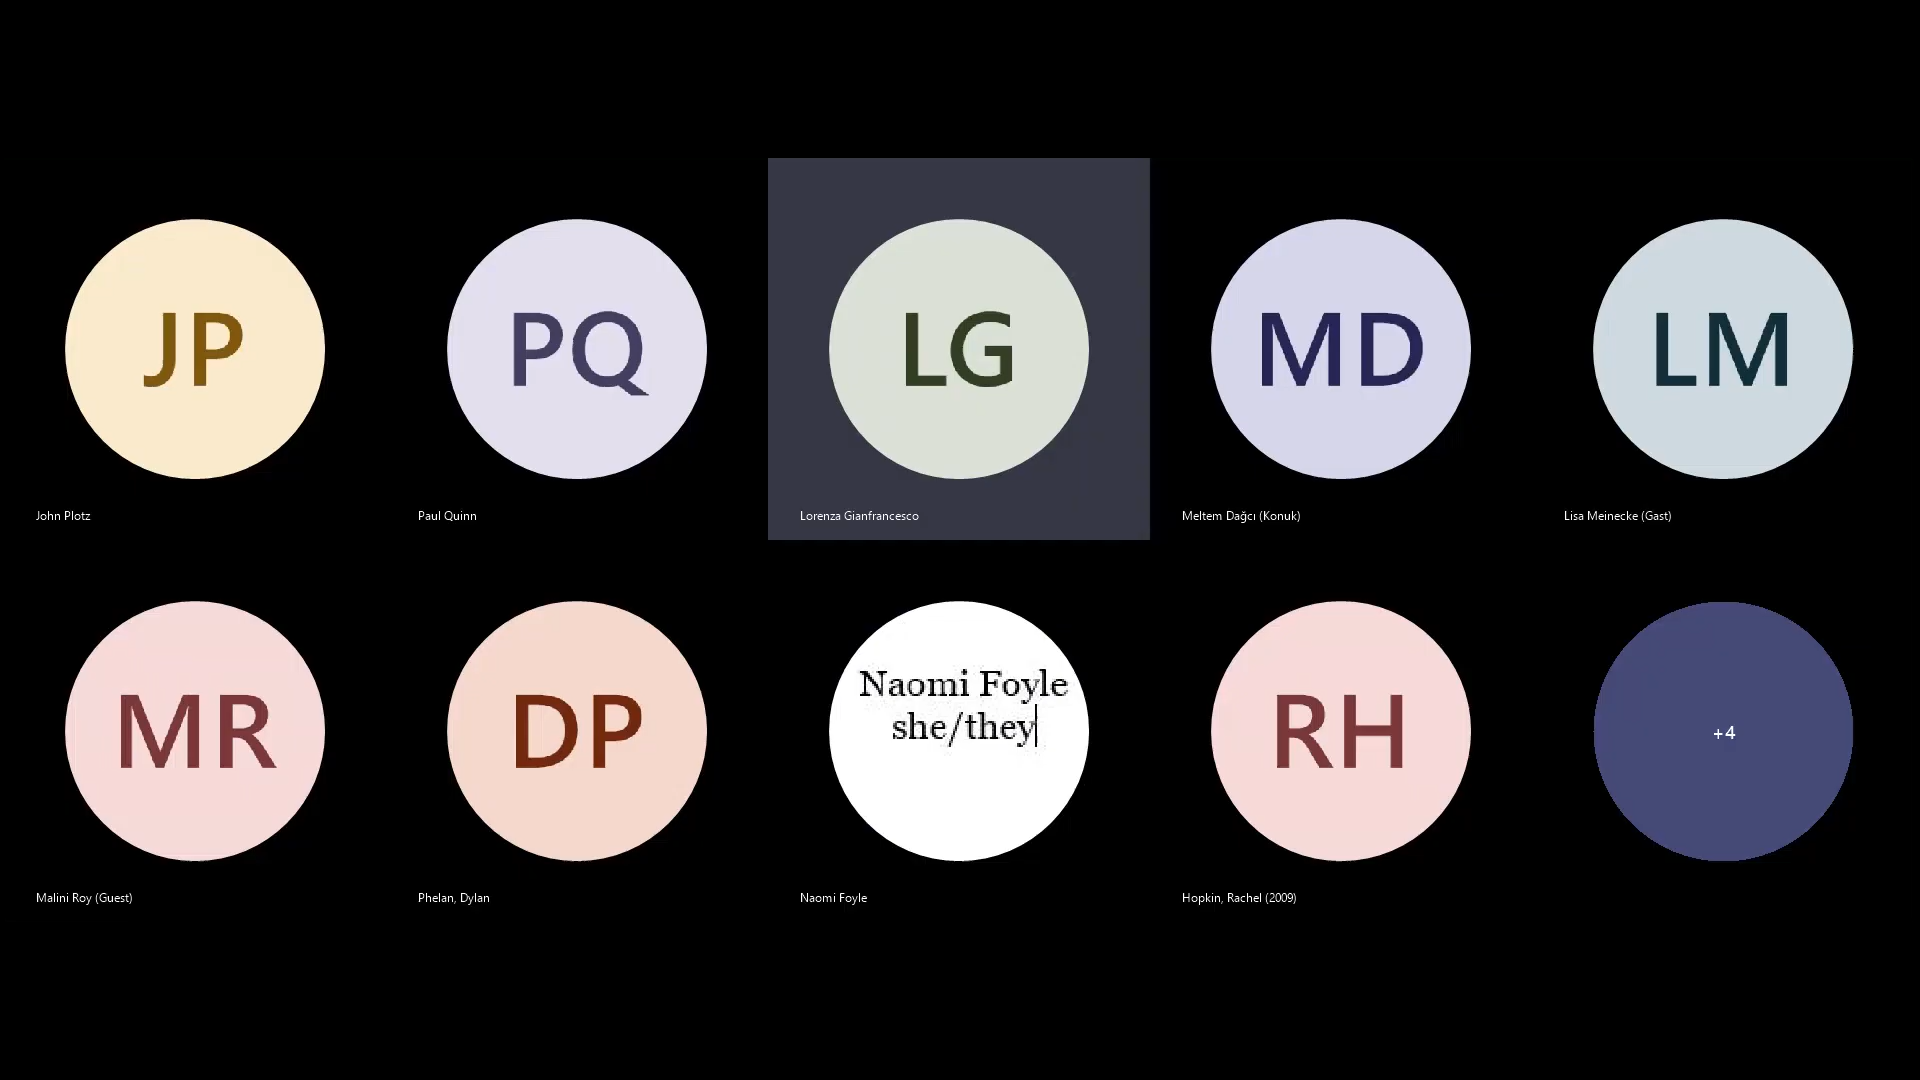 JP
PQ
LG
MD
LM
John Plotz
Paul Quinn
Lorenza Gianfrancesco
Meltem Dağcı (Konuk)
Lisa Meinecke (Gast)
MR
DP
Naomi Foyle
she/they
RH
+4
Malini Roy (Guest)
Phelan, Dylan
Naomi Foyle
Hopkin, Rachel (2009)